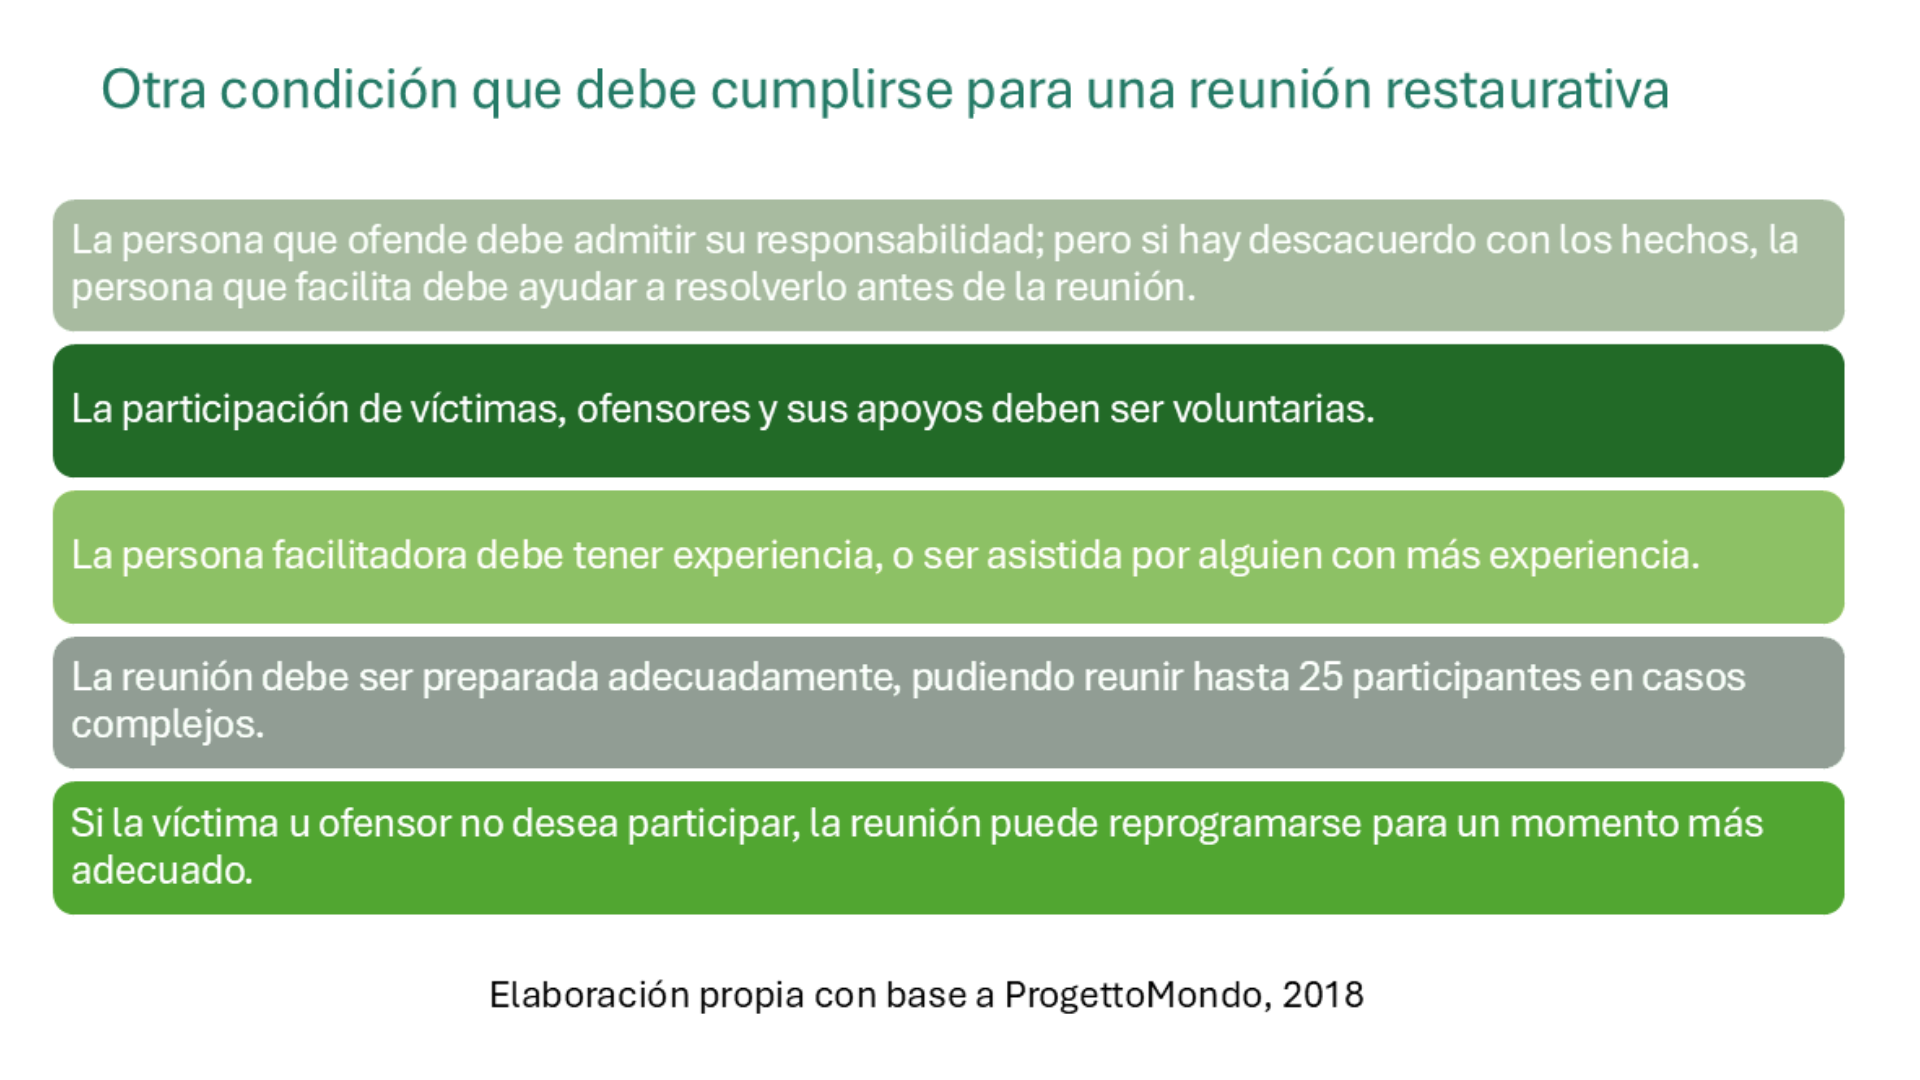 Otra condición que debe cumplirse para una reunión restaurativa
La persona que ofende debe admitir su responsabilidad; pero si hay descacuerdo con los hechos, la
persona que facilita debe ayudar a resolverlo antes de la reunión.
La participación de víctimas, ofensores y sus apoyos deben ser voluntarias.
La persona facilitadora debe tener experiencia, o ser asistida por alguien con más experiencia.
La reunión debe ser preparada adecuadamente, pudiendo reunir hasta 25 participantes en casos
complejos.
Si la víctima u ofensor no desea participar, la reunión puede reprogramarse para un momento más
adecuado.
Elaboración propia con base a ProgettoMondo, 2018